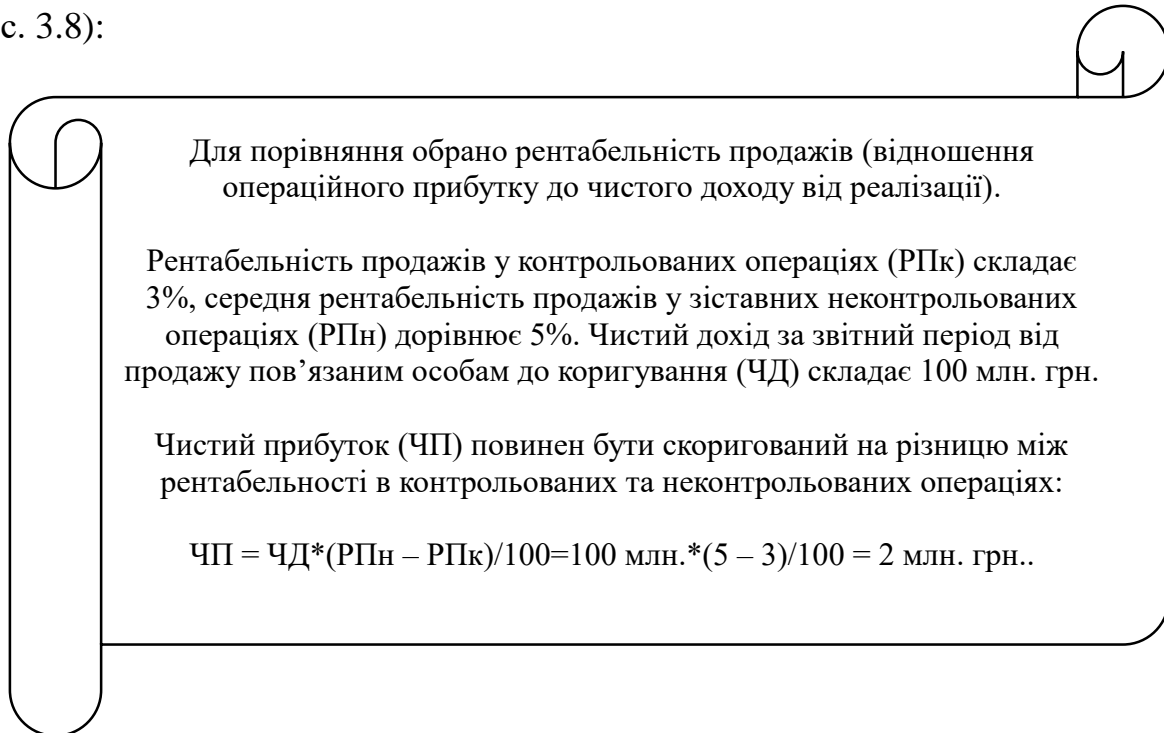 с. 3.8):
Для порівняння обрано рентабельність продажів (відношення
операційного прибутку до чистого доходу від реалізації).
Рентабельність продажів у контрольованих операціях (РПк) складає
3%, середня рентабельність продажів у зіставних неконтрольованих
операціях (РПн) дорівнює 5%. Чистий дохід за звітний період від
продажу пов’язаним особам до коригування (ЧД) складає 100 млн. грн.
Чистий прибуток (ЧП) повинен бути скоригований на різницю між
рентабельності в контрольованих та неконтрольованих операціях:
ЧП = ЧД*(РПн – РПк)/100=100 млн.*(5 – 3)/100 = 2 млн. грн..